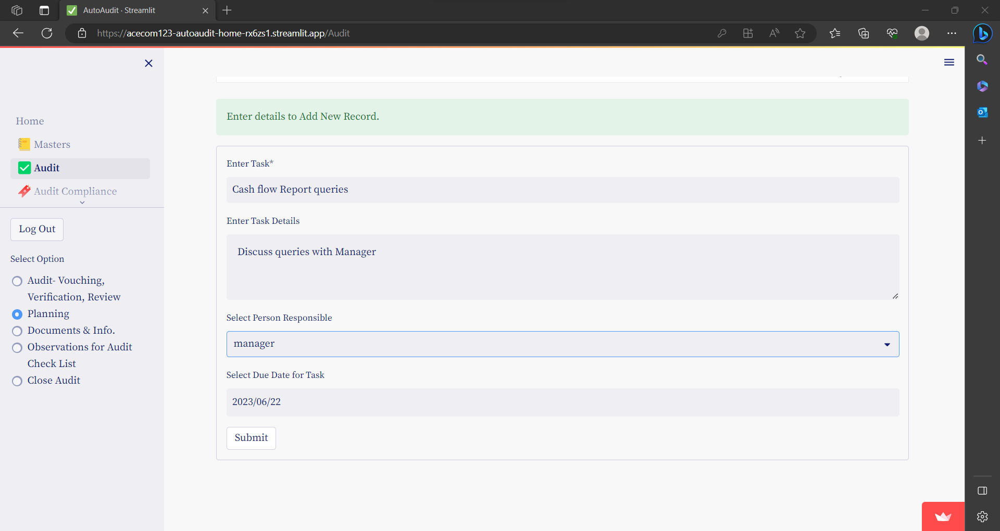 AutoAudit · Streamlit
https://acecom123-autoaudit-home-rx6zs1.streamlit.app/Audit
Home
Masters
Audit
Audit Compliance
Log Out
Select Option
Audit- Vouching,
Verification, Review
Planning
Documents & Info.
Observations for Audit
Check List
Close Audit
Enter details to Add New Record.
Enter Task*
Cash flow Report queries
Enter Task Details
Discuss queries with Manager
Select Person Responsible
manager
Select Due Date for Task
2023/06/22
Submit